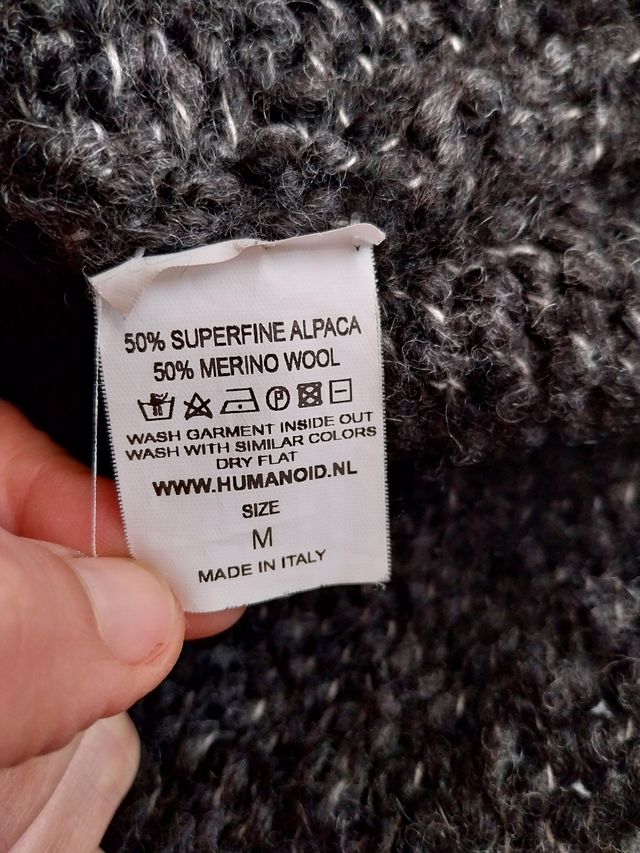 50% SUPERFINE ALPACA
50% MERINO WOOL
WASH GARMENT INSIDE OUT
WASH WITH SIMILAR COLORS
DRY FLAT
WWW.HUMANOID.NL
SIZE
M
MADE IN ITALY